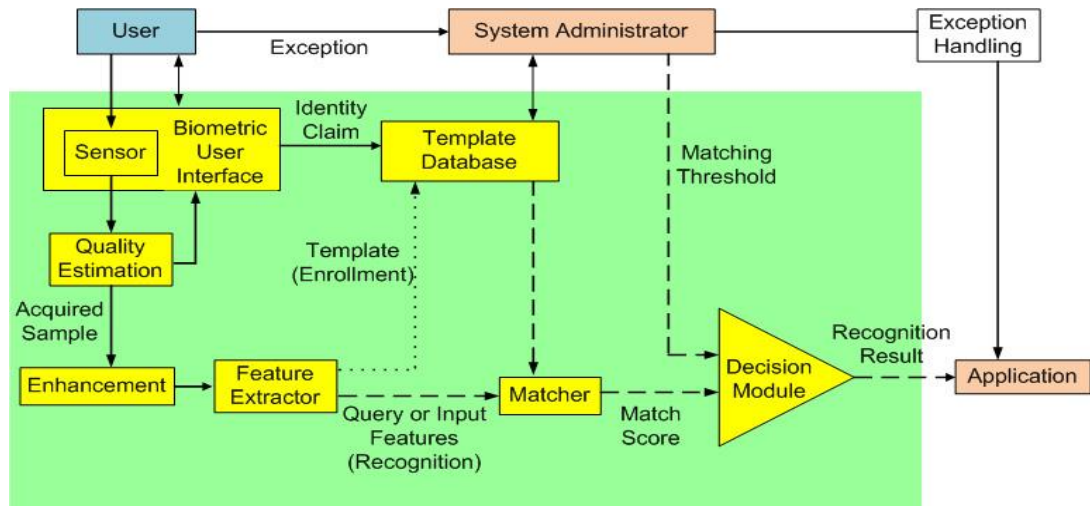 User
Exception
System Administrator
Exception
Handling
Identity
Claim
Sensor
Biometric
User
Interface
Template
Database
Matching
Threshold
Quality
Estimation
Template
(Enrollment)
Acquired
Sample
Enhancement
Feature
Extractor
Query or Input
Features
(Recognition)
Matcher
Match
Score
Decision
Module
Recognition
Result
Application